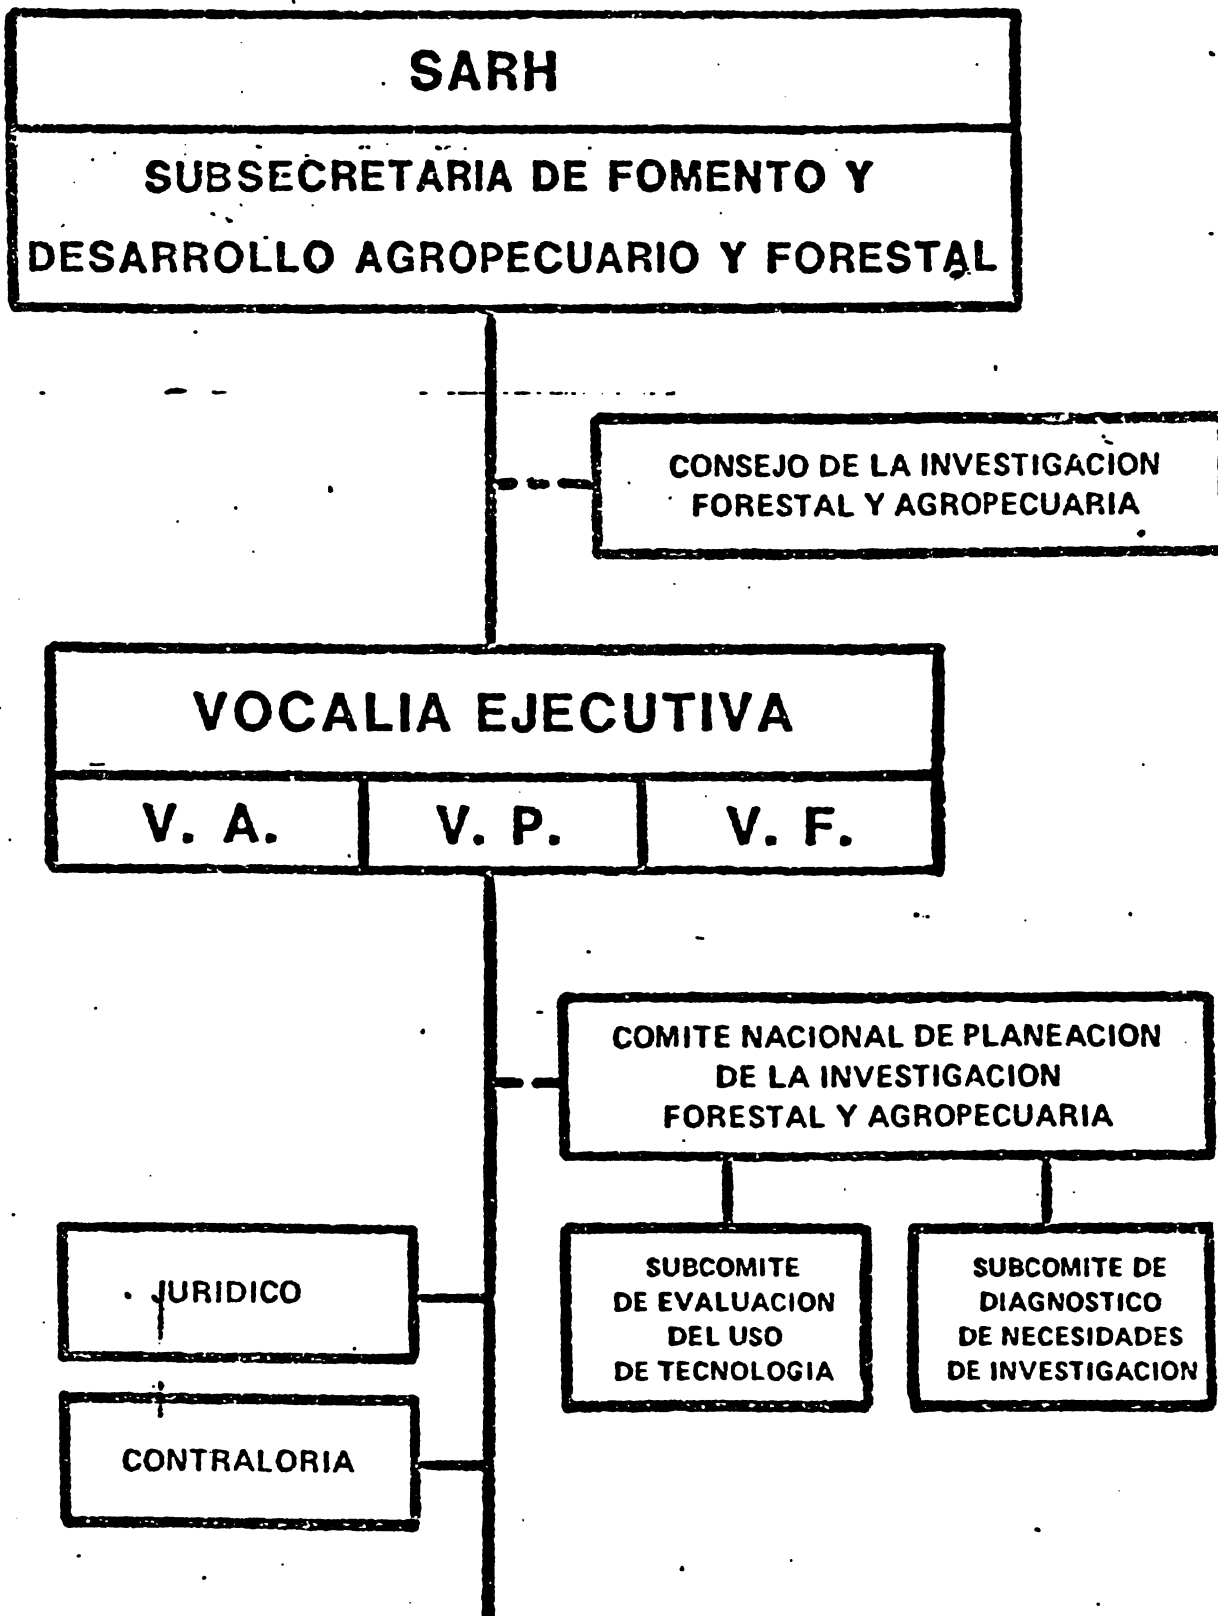 SARH
SUBSECRETARIA DE FOMENTO Y
DESARROLLO AGROPECUARIO Y FORESTAL
CONSEJO DE LA INVESTIGACION
FORESTAL Y AGROPECUARIA
VOCALIA EJECUTIVA
V. A.
V. P.
V. F.
COMITE NACIONAL DE PLANEACION
DE LA INVESTIGACION
FORESTAL Y AGROPECUARIA
JURIDICO
SUBCOMITE
DE EVALUACION
DEL USO
DE TECNOLOGIA
SUBCOMITE DE
DIAGNOSTICO
DE NECESIDADES
DE INVESTIGACION
CONTRALORIA